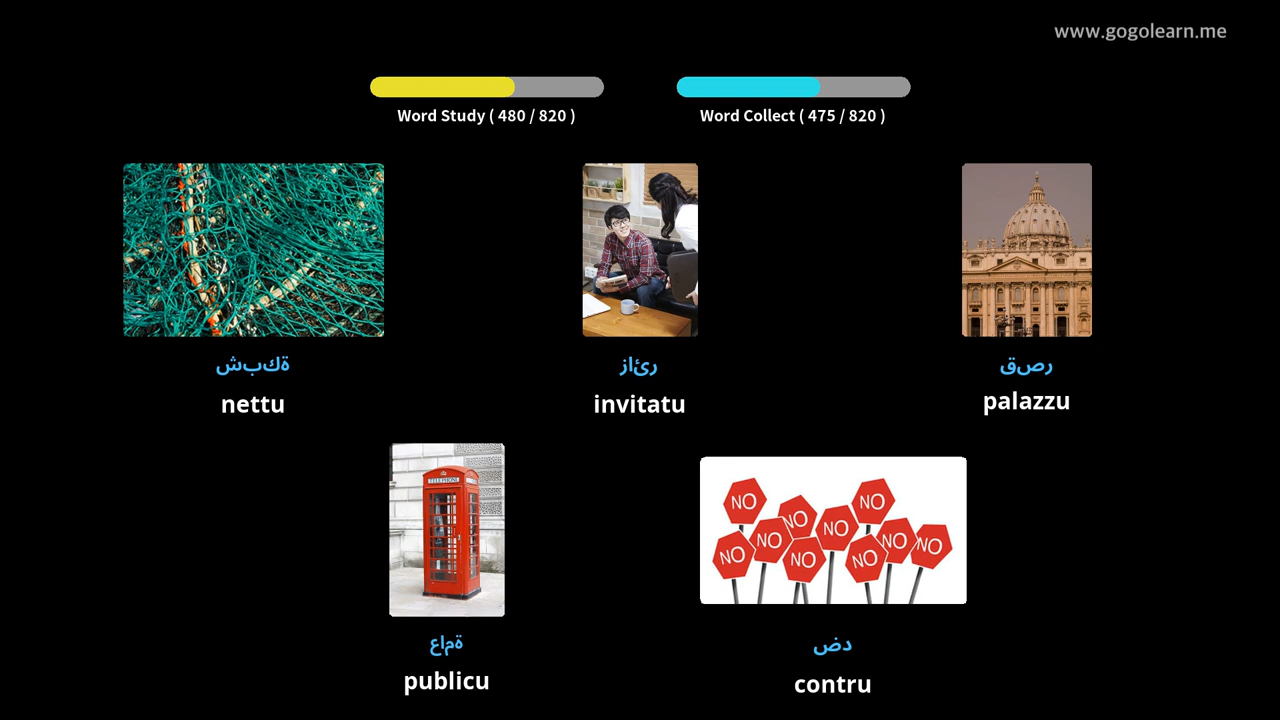 www.gogolearn.me
Word Study ( 480 / 820 )
Word Collect ( 475 / 820 )
ةكبش
رئاز
رصق
nettu
invitatu
palazzu
TELEPHONE
NO
NO
NO
NO
NO
NO
NO
NO
NO
NO
ةماع
دض
publicu
contru